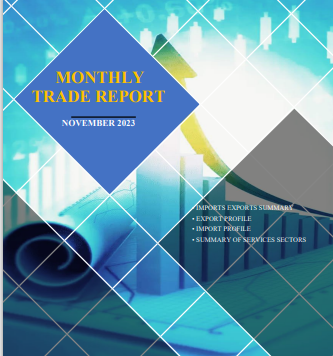 MONTHLY
TRADE REPORT
NOVEMBER 2023
• IMPORTS EXPORTS SUMMARY
• EXPORT PROFILE
• IMPORT PROFILE
• SUMMARY OF SERVICES SECTORS